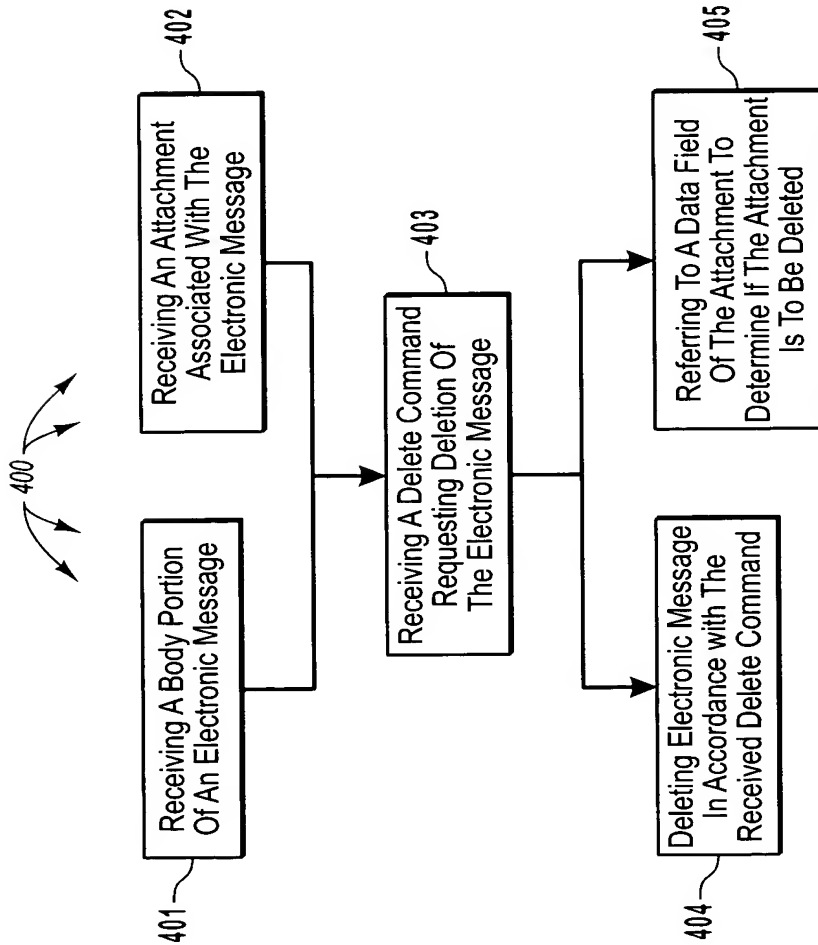 400
401
Receiving A Body Portion
Of An Electronic Message
402
Receiving An Attachment
Associated With The
Electronic Message
403
Receiving A Delete Command
Requesting Deletion Of
The Electronic Message
404
Deleting Electronic Message
In Accordance with The
Received Delete Command
405
Referring To A Data Field
Of The Attachment To
Determine If The Attachment
Is To Be Deleted